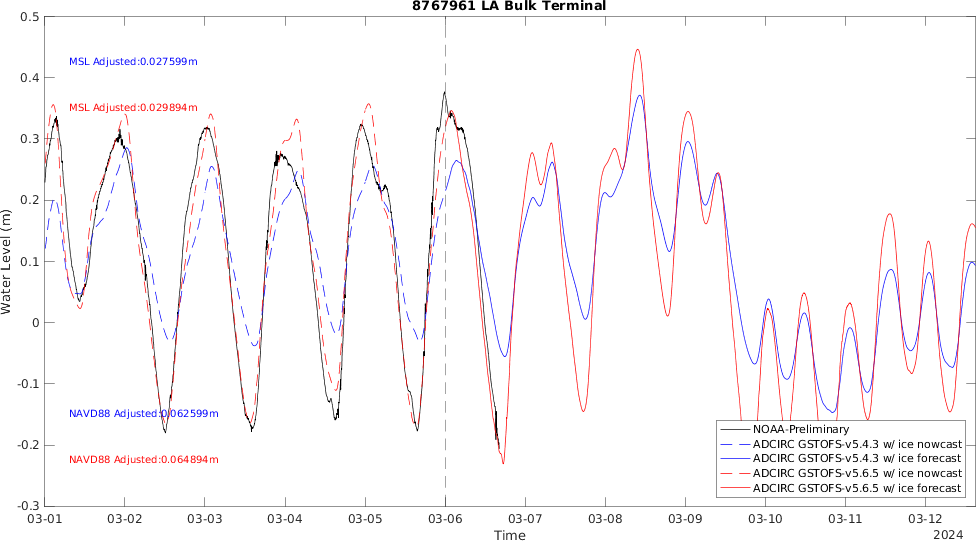 8767961 LA Bulk Terminal
0.5
MSL Adjusted:0.027599m
0.4
MSL Adjusted:0.029894m
0.3
0.2
Water Level (m)
0.1
0
-0.1
NAVD88 Adjusted:0.062599m
NOAA-Preliminary
-0.2
ADCIRC GSTOFS-v5.4.3 w/ ice nowcast
NAVD88 Adjusted:0.064894m
ADCIRC GSTOFS-v5.4.3 w/ ice forecast
ADCIRC GSTOFS-v5.6.5 w/ ice nowcast
ADCIRC GSTOFS-v5.6.5 w/ ice forecast
-0.3
03-01 03-02 03-03 03-04 03-05 03-06 03-07 03-08 03-09 03-10 03-11 03-12
Time
2024